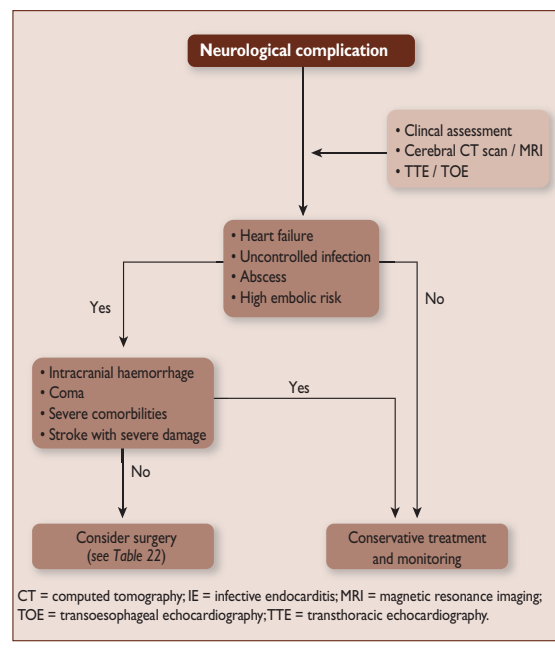 Neurological complication
• Clincal assessment
• Cerebral CT scan / MRI
• TTE / TOE
• Heart failure
• Uncontrolled infection
• Abscess
• High embolic risk
Yes
No
• Intracranial haemorrhage
• Coma
• Severe comorbilities
• Stroke with severe damage
Yes
No
Consider surgery
(see Table 22)
Conservative treatment
and monitoring
CT = computed tomography; IE = infective endocarditis; MRI = magnetic resonance imaging;
TOE = transoesophageal echocardiography; TTE = transthoracic echocardiography.